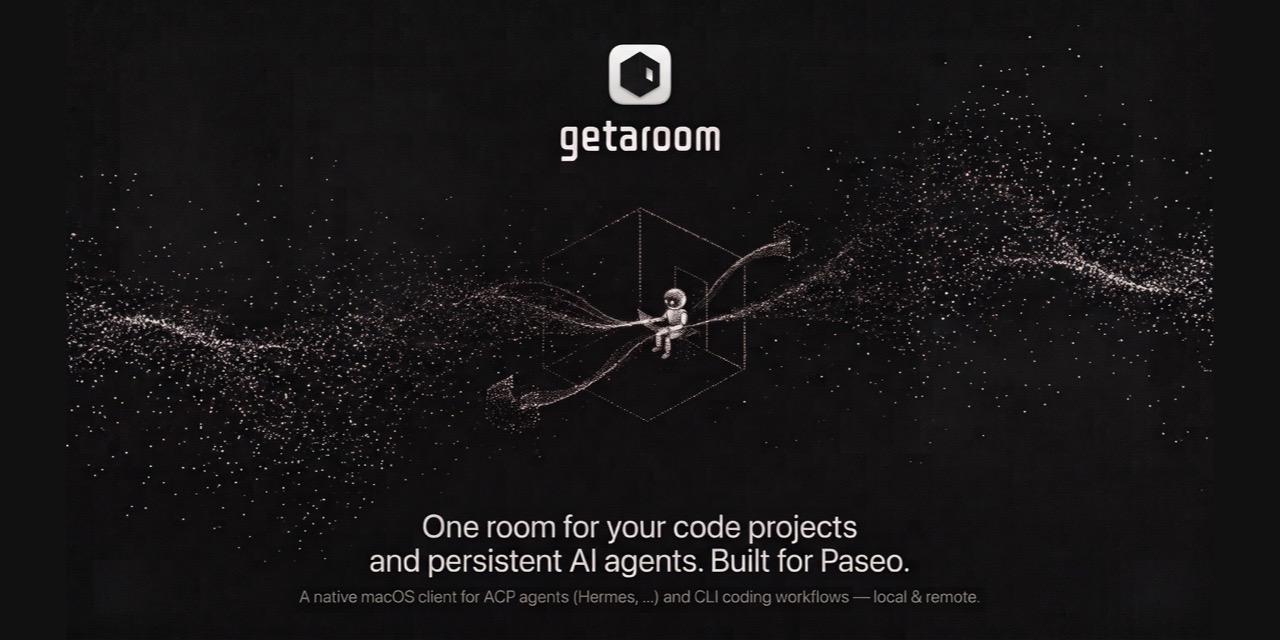 getaroom
One room for your code projects
and persistent AI agents. Built for Paseo.
A native macOS client for ACP agents (Hermes, ...) and CLI coding workflows — local & remote.